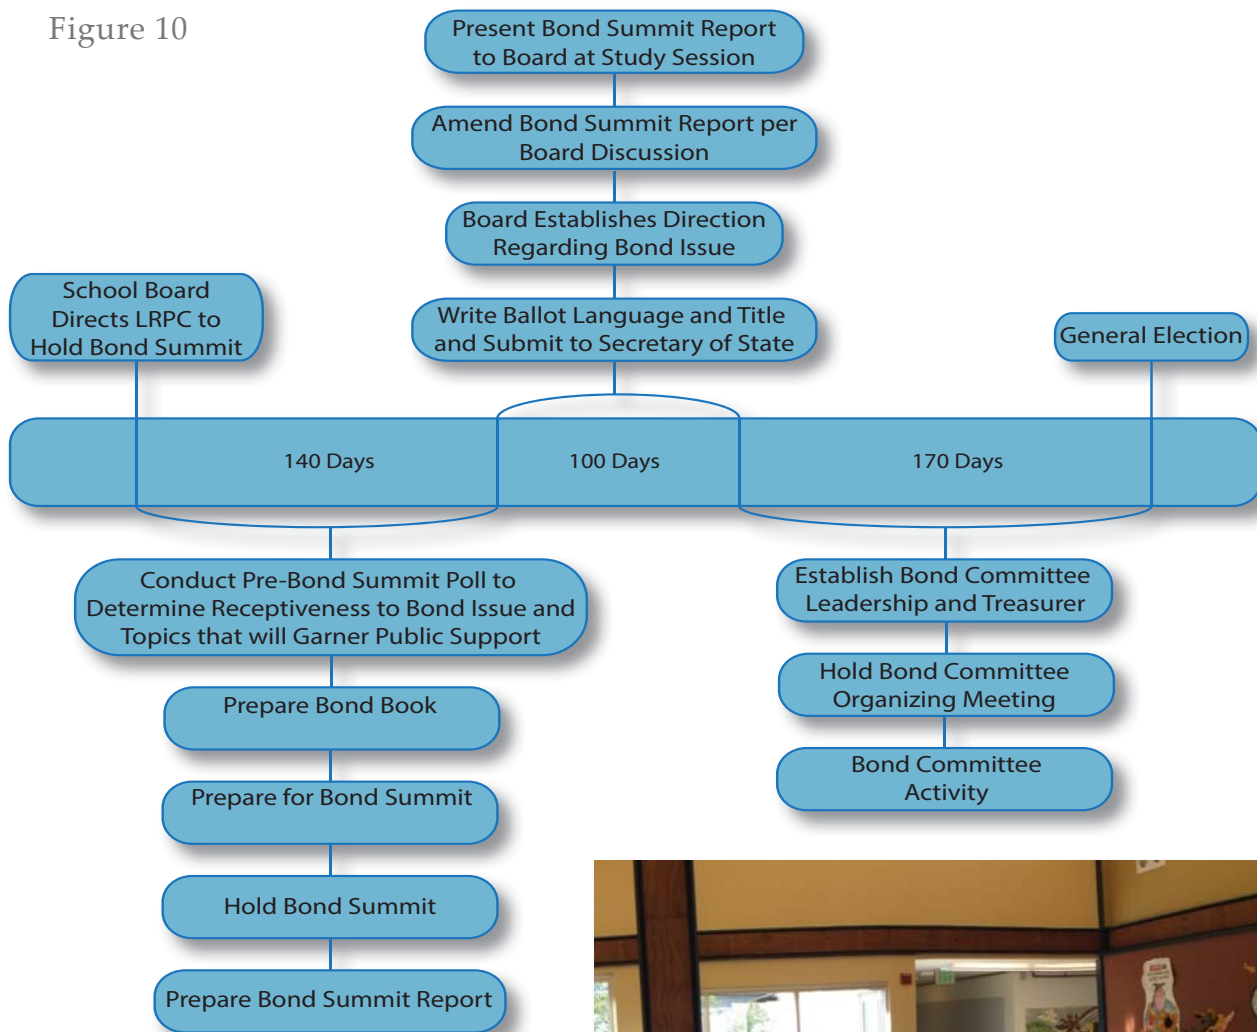 Figure 10
Present Bond Summit Report
to Board at Study Session
Amend Bond Summit Report per
Board Discussion
Board Establishes Direction
Regarding Bond Issue
Write Ballot Language and Title
and Submit to Secretary of State
School Board
Directs LRPC to
Hold Bond Summit
General Election
140 Days
100 Days
170 Days
Conduct Pre-Bond Summit Poll to
Determine Receptiveness to Bond Issue and
Topics that will Garner Public Support
Prepare Bond Book
Prepare for Bond Summit
Hold Bond Summit
Prepare Bond Summit Report
Establish Bond Committee
Leadership and Treasurer
Hold Bond Committee
Organizing Meeting
Bond Committee
Activity